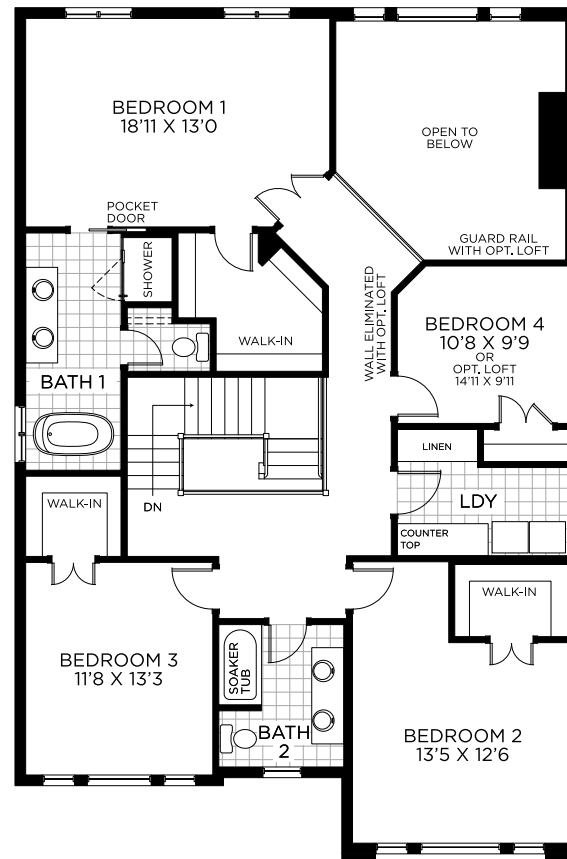 BEDROOM 1
18'11 X 13'0
OPEN TO
BELOW
POCKET
DOOR
GUARD RAIL
WITH OPT. LOFT
SHOWER
WALL ELIMINATED
WITH OPT. LOFT
BEDROOM 4
10'8 X 9'9
OR
OPT. LOFT
14'11 X 9'11
WALK-IN
BATH 1
LINEN
WALK-IN
DN
LDY
COUNTER
TOP
WALK-IN
BEDROOM 3
11'8 X 13'3
SOAKER
TUB
BATH
2
BEDROOM 2
13'5 X 12'6